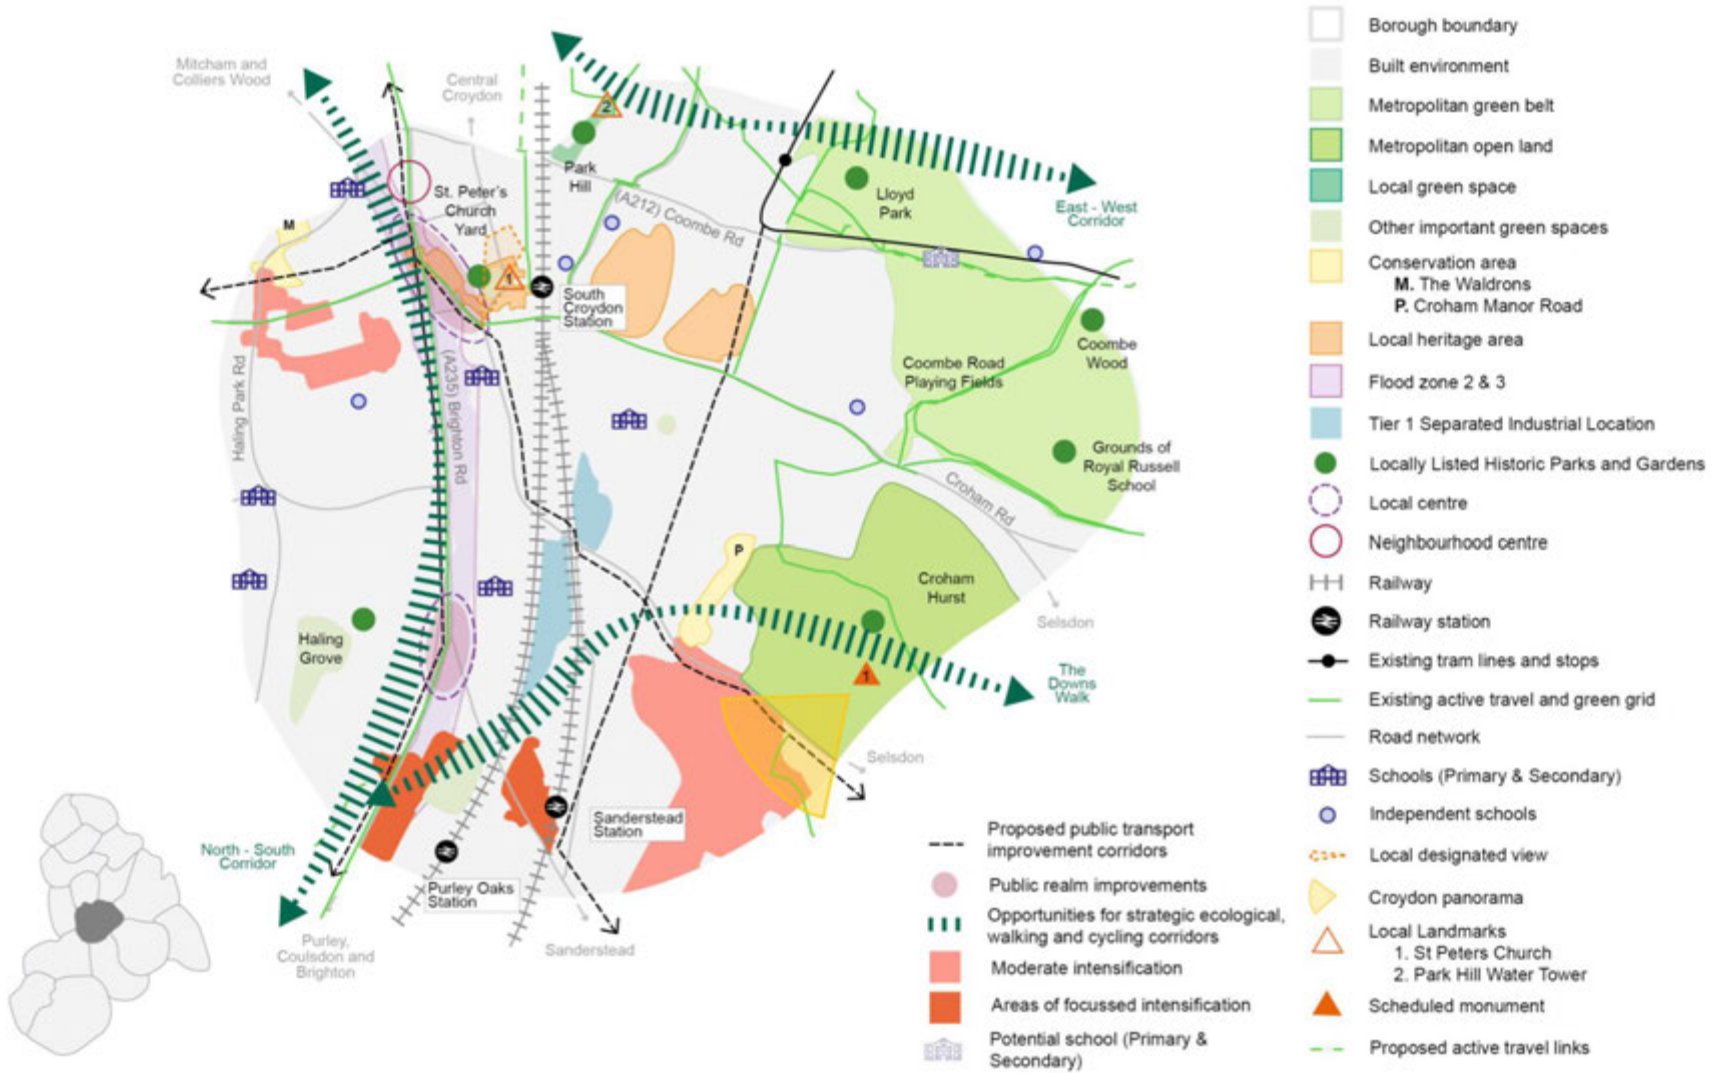 Mitcham and
Colliers Wood
Central
Croydon
2
Park
Hill
St. Peter's
Church
Yard
(A212) Coombe Rd
Lloyd
Park
East - West
Corridor
M
1
South
Croydon
Station
Haling Park Rd
(A235) Brighton Rd
Coombe Road
Playing Fields
Coombe
Wood
Grounds of
Royal Russell
School
Croham Rd
P
Croham
Hurst
Selsdon
Haling
Grove
1
The
Downs
Walk
Selsdon
North - South
Corridor
Sanderstead
Station
Purley Oaks
Station
Purley,
Coulsdon and
Brighton
Sanderstead
Proposed public transport
improvement corridors
Public realm improvements
Opportunities for strategic ecological,
walking and cycling corridors
Moderate intensification
Areas of focussed intensification
Potential school (Primary &
Secondary)
Borough boundary
Built environment
Metropolitan green belt
Metropolitan open land
Local green space
Other important green spaces
Conservation area
M. The Waldrons
P. Croham Manor Road
Local heritage area
Flood zone 2 & 3
Tier 1 Separated Industrial Location
Locally Listed Historic Parks and Gardens
Local centre
Neighbourhood centre
Railway
Railway station
Existing tram lines and stops
Existing active travel and green grid
Road network
Schools (Primary & Secondary)
Independent schools
Local designated view
Croydon panorama
Local Landmarks
1. St Peters Church
2. Park Hill Water Tower
Scheduled monument
Proposed active travel links